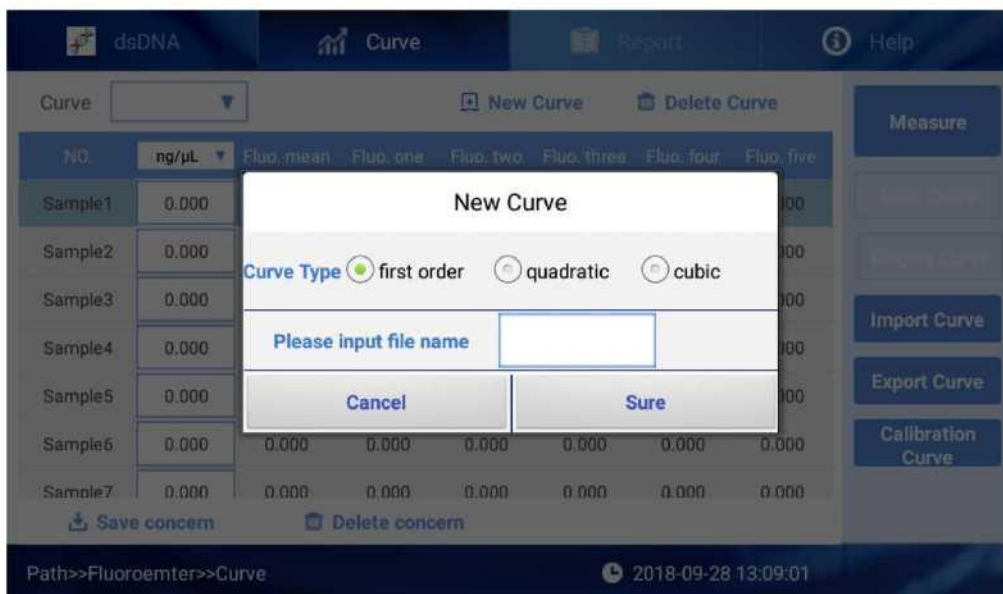 dsDNA Curve Report Help
Curve New Curve Delete Curve
Measure
NO. ng/μL Fluo. mean Fluo. one Fluo. two Fluo. three Fluo. four Fluo. five
Sample1 0.000
New Curve
Sample2 0.000
Curve Type first order quadratic cubic
Sample3 0.000
Import Curve
Please input file name
Sample4 0.000
Export Curve
Sample5 0.000
Cancel Sure
Calibration
Curve
Sample6 0.000 0.000 0.000 0.000 0.000 0.000 0.000
Sample7 0.000 0.000 0.000 0.000 0.000 0.000 0.000
Save concern Delete concern
Path>>Fluoroemter>>Curve 2018-09-28 13:09:01